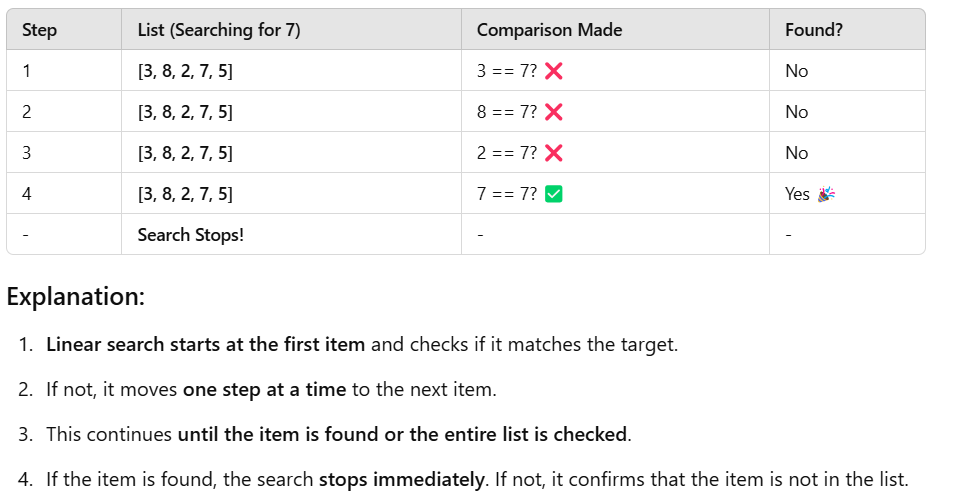 Step List (Searching for 7) Comparison Made Found?
1 [3, 8, 2, 7, 5] 3 == 7? ❌ No
2 [3, 8, 2, 7, 5] 8 == 7? ❌ No
3 [3, 8, 2, 7, 5] 2 == 7? ❌ No
4 [3, 8, 2, 7, 5] 7 == 7? ✅ Yes 🎉
- Search Stops! - -
Explanation:
1. Linear search starts at the first item and checks if it matches the target.
2. If not, it moves one step at a time to the next item.
3. This continues until the item is found or the entire list is checked.
4. If the item is found, the search stops immediately. If not, it confirms that the item is not in the list.